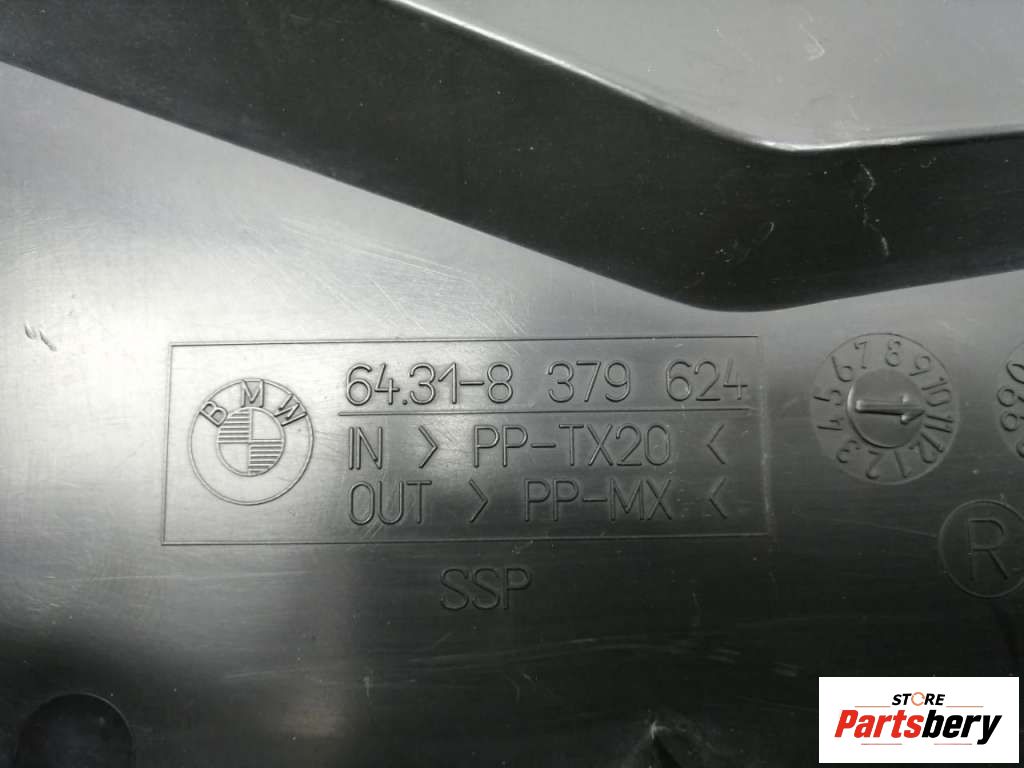 BMW
64.31-8 379 624
IN > PP-TX20 <
OUT > PP-MX <
SSP
1 2 3 4 5 6 7 8 9 10 11 12
R
STORE
Partsbery